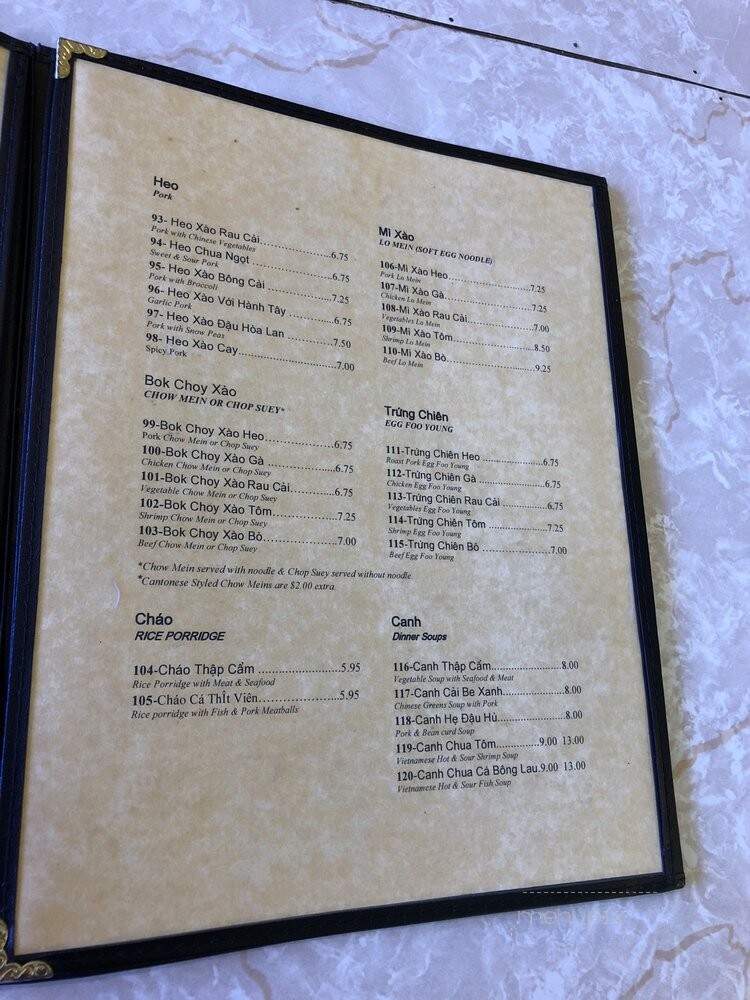 Heo
Pork
93- Heo Xào Rau Cải......................6.75
Pork with Chinese Vegetables
94- Heo Chua Ngọt ......................6.75
Sweet & Sour Pork
95- Heo Xào Bông Cải ................7.25
Pork with Broccoli
96- Heo Xào Với Hành Tây ............6.75
Garlic Pork
97- Heo Xào Đậu Hòa Lan ............7.50
Pork with Snow Peas
98- Heo Xào Cay.........................7.00
Spicy Pork
Bok Choy Xào
CHOW MEIN OR CHOP SUEY*
99-Bok Choy Xào Heo..................6.75
Pork Chow Mein or Chop Suey
100-Bok Choy Xào Gà..................6.75
Chicken Chow Mein or Chop Suey
101-Bok Choy Xào Rau Cải............6.75
Vegetable Chow Mein or Chop Suey
102-Bok Choy Xào Tôm................7.25
Shrimp Chow Mein or Chop Suey
103-Bok Choy Xào Bò..................7.00
Beef Chow Mein or Chop Suey
*Chow Mein served with noodle & Chop Suey served without noodle
*Cantonese Styled Chow Meins are $2.00 extra.
Cháo
RICE PORRIDGE
104-Cháo Thập Cẩm ....................5.95
Rice Porridge with Meat & Seafood
105-Cháo Cá Thịt Viên...................5.95
Rice porridge with Fish & Pork Meatballs
Mì Xào
LO MEIN (SOFT EGG NOODLE)
106-Mì Xào Heo......................7.25
Pork Lo Mein
107-Mì Xào Gà.......................7.25
Chicken Lo Mein
108-Mì Xào Rau Cải..................7.00
Vegetables Lo Mein
109-Mì Xào Tôm......................8.50
Shrimp Lo Mein
110-Mì Xào Bò.......................9.25
Beef Lo Mein
Trứng Chiên
EGG FOO YOUNG
111-Trứng Chiên Heo ................6.75
Roast Pork Egg Foo Young
112-Trứng Chiên Gà ..................6.75
Chicken Egg Foo Young
113-Trứng Chiên Rau Cải ............6.75
Vegetables Egg Foo Young
114-Trứng Chiên Tôm ................7.25
Shrimp Egg Foo Young
115-Trứng Chiên Bò ..................7.00
Beef Egg Foo Young
Canh
Dinner Soups
116-Canh Thập Cẩm....................8.00
Vegetable Soup with Seafood & Meat
117-Canh Cải Be Xanh.................8.00
Chinese Greens Soup with Pork
118-Canh Hẹ Đậu Hủ...................8.00
Pork & Bean curd Soup
119-Canh Chua Tôm.............9.00 13.00
Vietnamese Hot & Sour Shrimp Soup
120-Canh Chua Cá Bông Lau.9.00 13.00
Vietnamese Hot & Sour Fish Soup